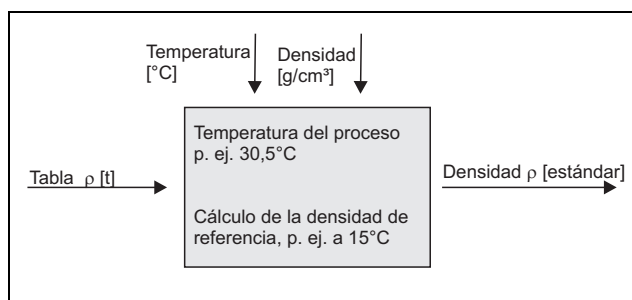 Temperatura
[°C]
Densidad
[g/cm³]
Temperatura del proceso
p. ej. 30,5°C
Tabla ρ [t]
Densidad ρ [estándar]
Cálculo de la densidad de
referencia, p. ej. a 15°C